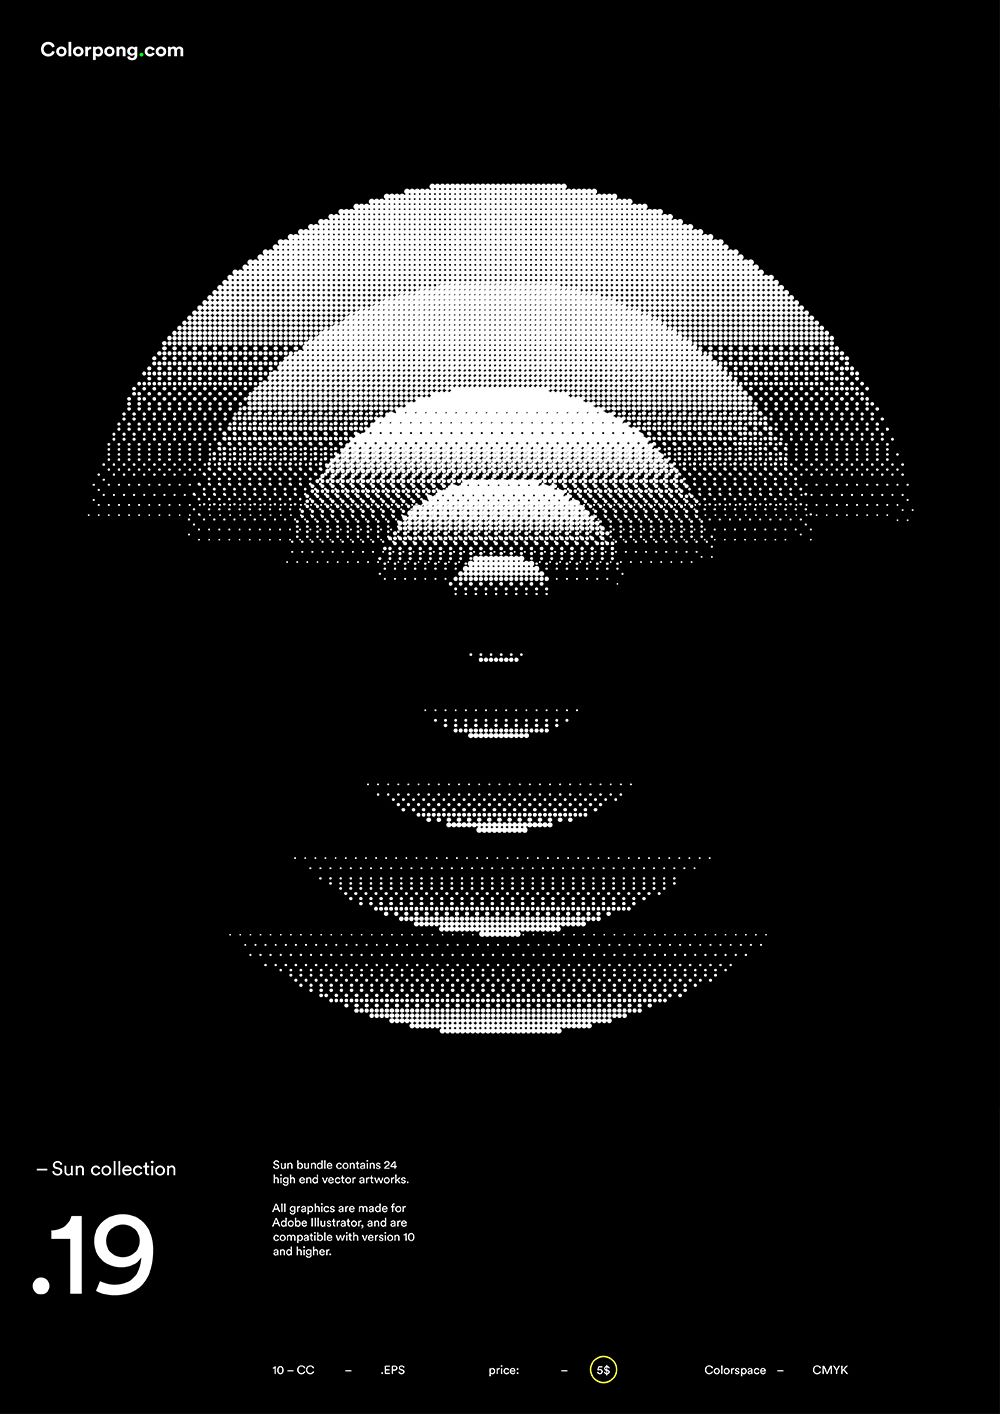 Colorpong.com
– Sun collection
.19
Sun bundle contains 24
high end vector artworks.
All graphics are made for
Adobe Illustrator, and are
compatible with version 10
and higher.
10 – CC – .EPS price: – 5$ Colorspace – CMYK